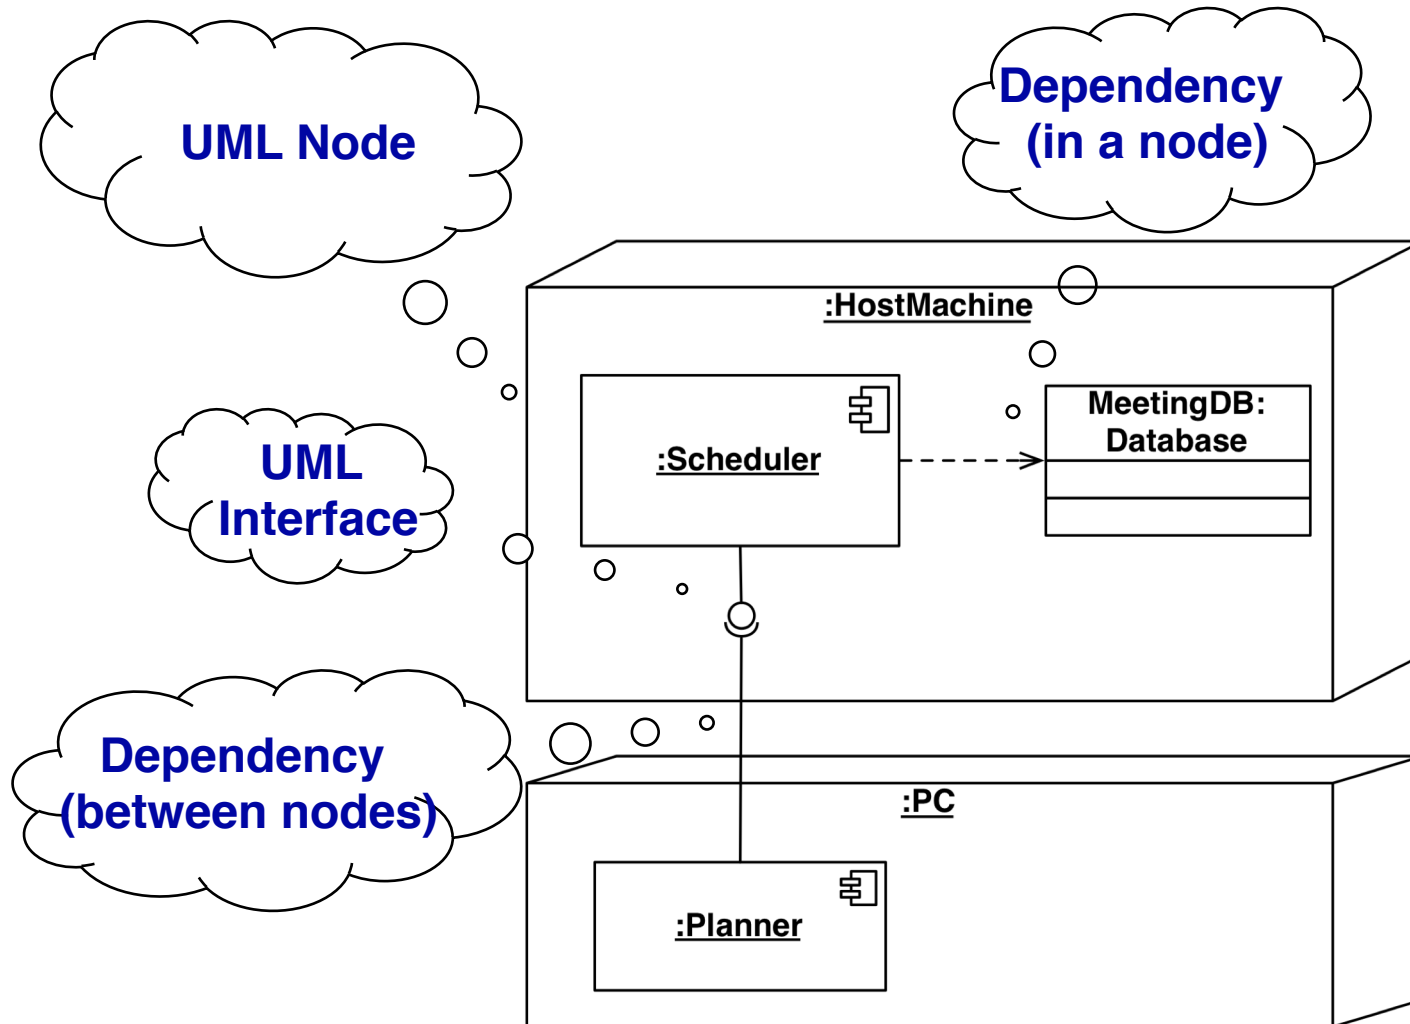 UML Node
Dependency
(in a node)
:HostMachine
MeetingDB:
Database
:Scheduler
UML
Interface
Dependency
(between nodes)
:PC
:Planner